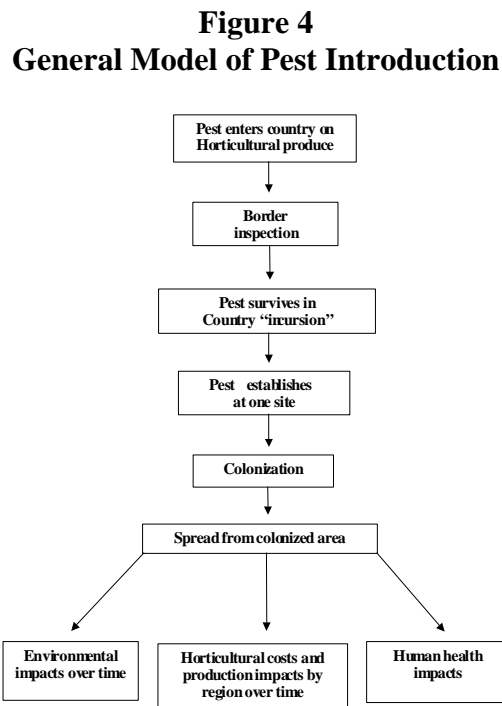 Figure 4
General Model of Pest Introduction
Pest enters country on
Horticultural produce
Border
inspection
Pest survives in
Country “incursion”
Pest establishes
at one site
Colonization
Spread from colonized area
Environmental
impacts over time
Horticultural costs and
production impacts by
region over time
Human health
impacts